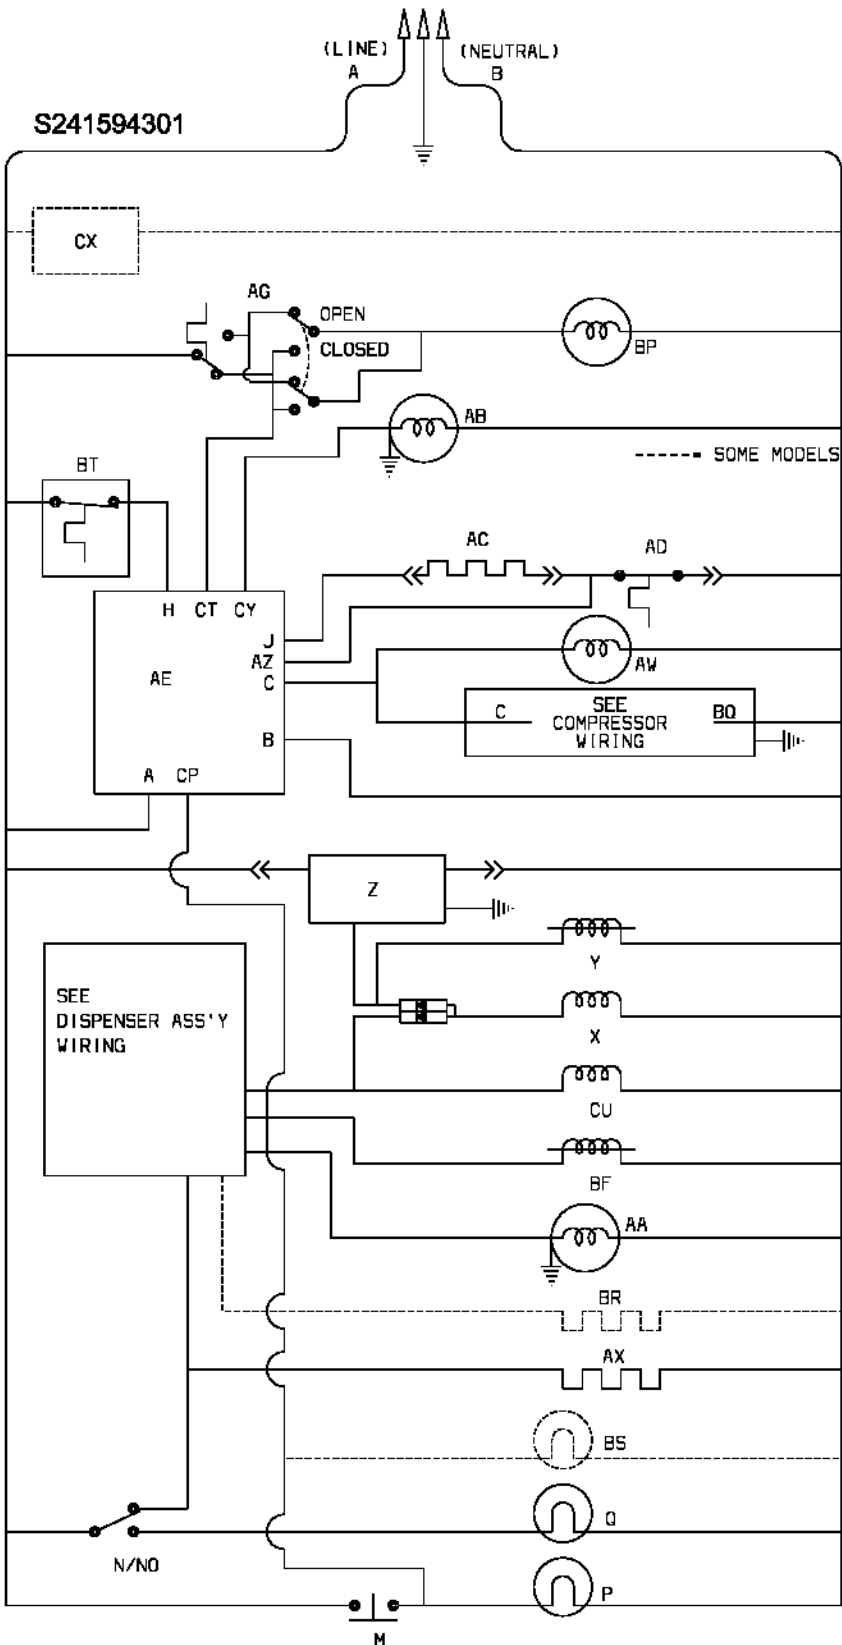 (LINE)
A
(NEUTRAL)
B
S241594301
CX
AG
OPEN
CLOSED
BP
AB
SOME MODELS
BT
AC
AD
H CT CY
J
AZ
C
AE
AW
B
C
SEE
COMPRESSOR
WIRING
BQ
A CP
Z
Y
SEE
DISPENSER ASS'Y
WIRING
X
CU
BF
AA
BR
AX
BS
Q
N/NO
P
M